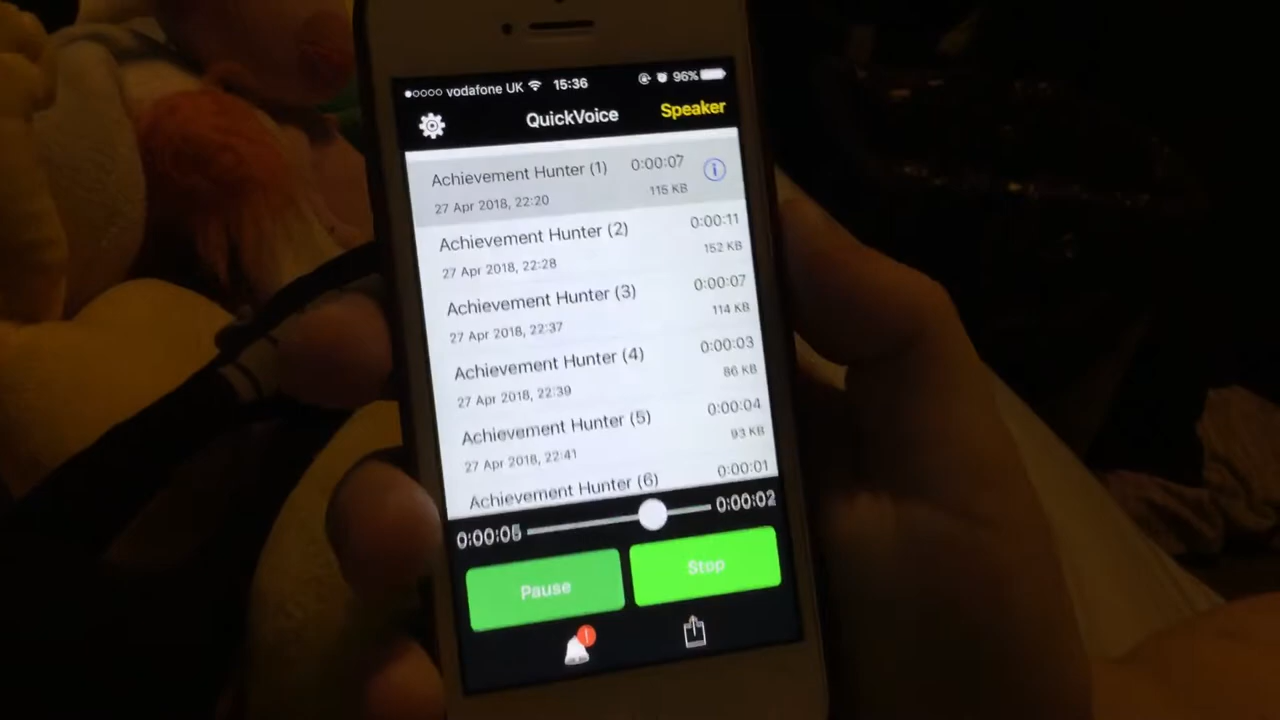 vodafone UK 15:36 96%
QuickVoice Speaker
Achievement Hunter (1) 0:00:07
27 Apr 2018, 22:20 115 KB
Achievement Hunter (2) 0:00:11
27 Apr 2018, 22:28 152 KB
Achievement Hunter (3) 0:00:07
27 Apr 2018, 22:37 114 KB
Achievement Hunter (4) 0:00:03
27 Apr 2018, 22:39 86 KB
Achievement Hunter (5) 0:00:04
27 Apr 2018, 22:41 93 KB
Achievement Hunter (6) 0:00:01
0:00:05 0:00:02
Pause Stop
1